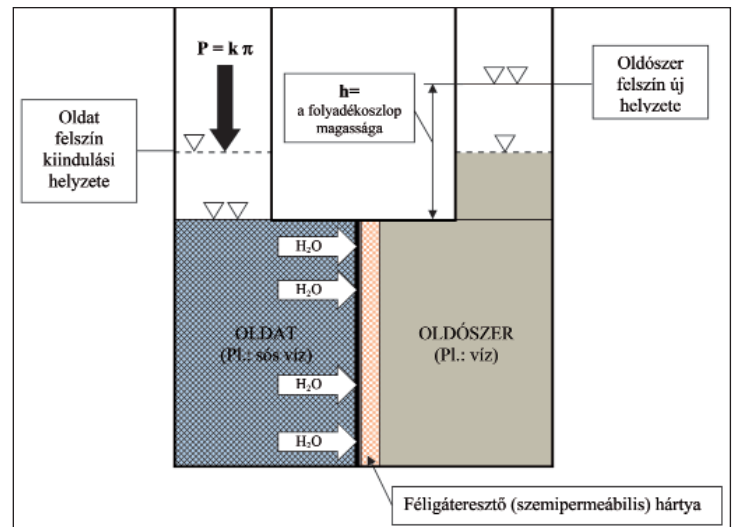 P = k π
h=
a folyadékoszlop
magassága
Oldószer
felszín új
helyzete
Oldat
felszín
kiindulási
helyzete
H₂O
H₂O
OLDAT
(Pl.: sós víz)
OLDÓSZER
(Pl.: víz)
H₂O
H₂O
Féligáteresztő (szemipermeábilis) hártya